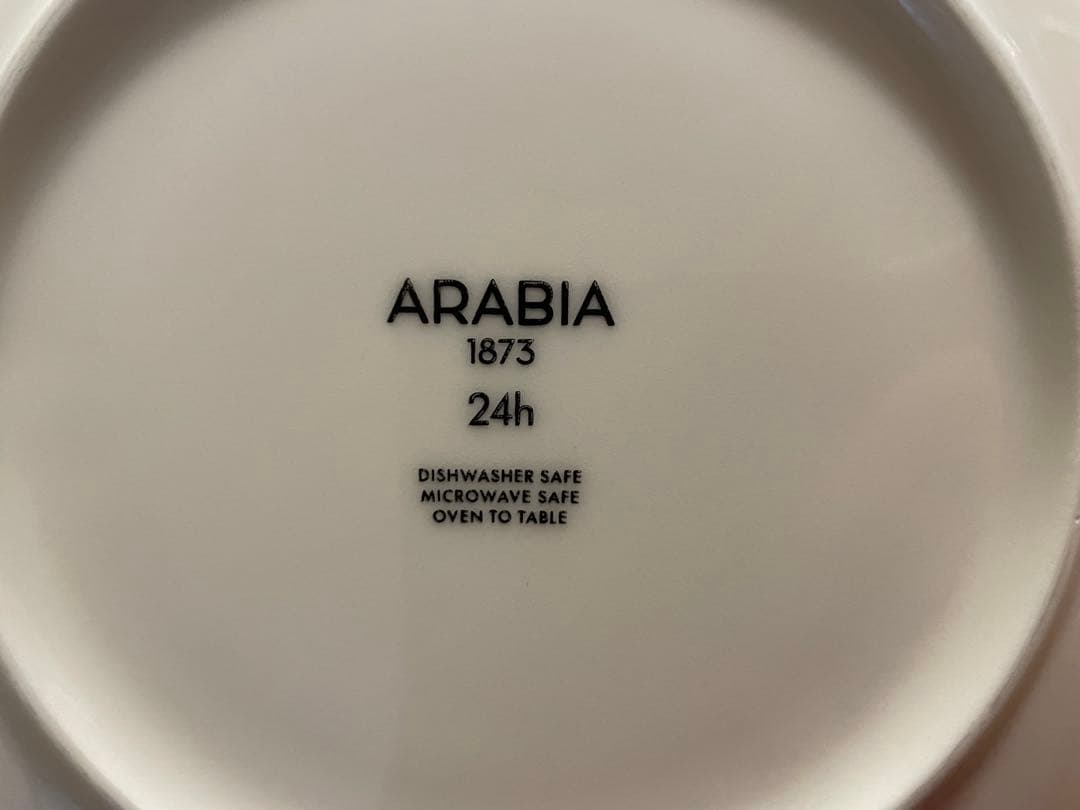 ARABIA
1873
24h
DISHWASHER SAFE
MICROWAVE SAFE
OVEN TO TABLE